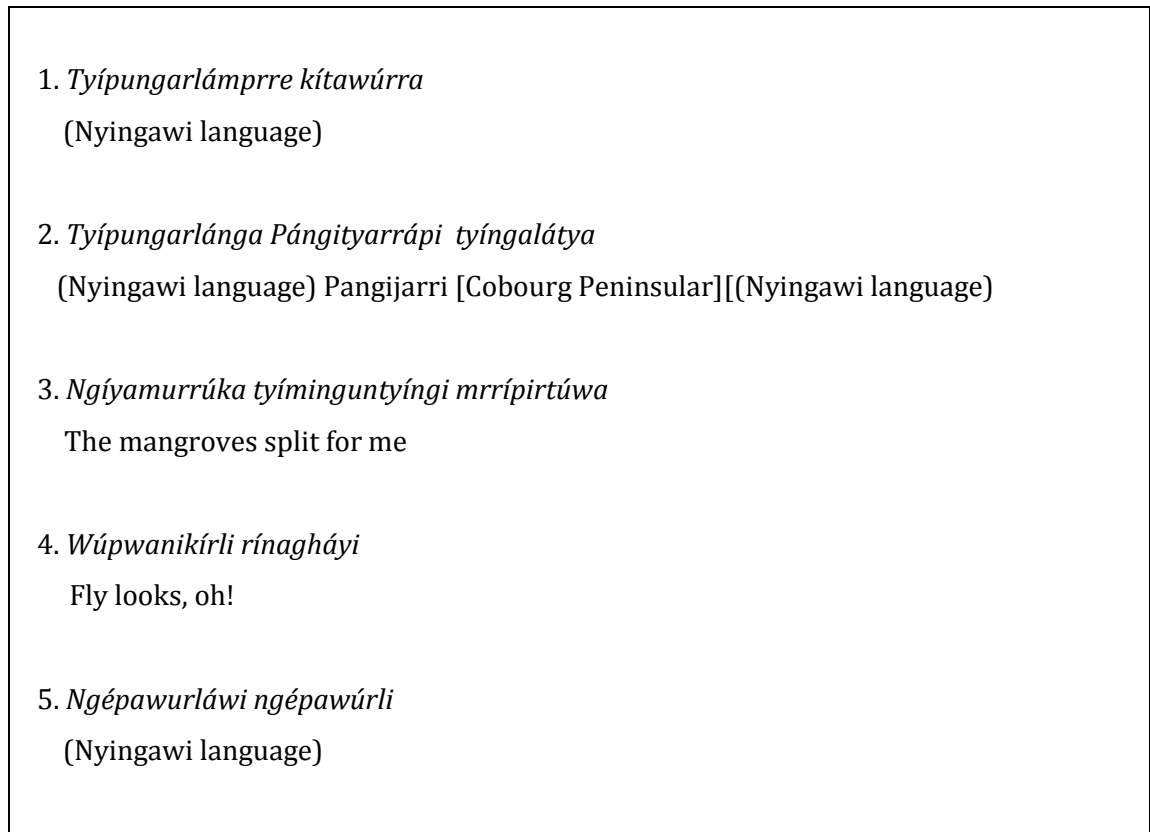 1. Tyípungarlámprre kítawúrra
(Nyingawi language)
2. Tyípungarlánga Pángityarrápi tyíngalátya
(Nyingawi language) Pangijarri [Cobourg Peninsular][(Nyingawi language)
3. Ngíyamurrúka tyíminguntyíngi mrrípirtúwa
The mangroves split for me
4. Wúpwanikírli rínagháyi
Fly looks, oh!
5. Ngépawurláwi ngépawúrli
(Nyingawi language)